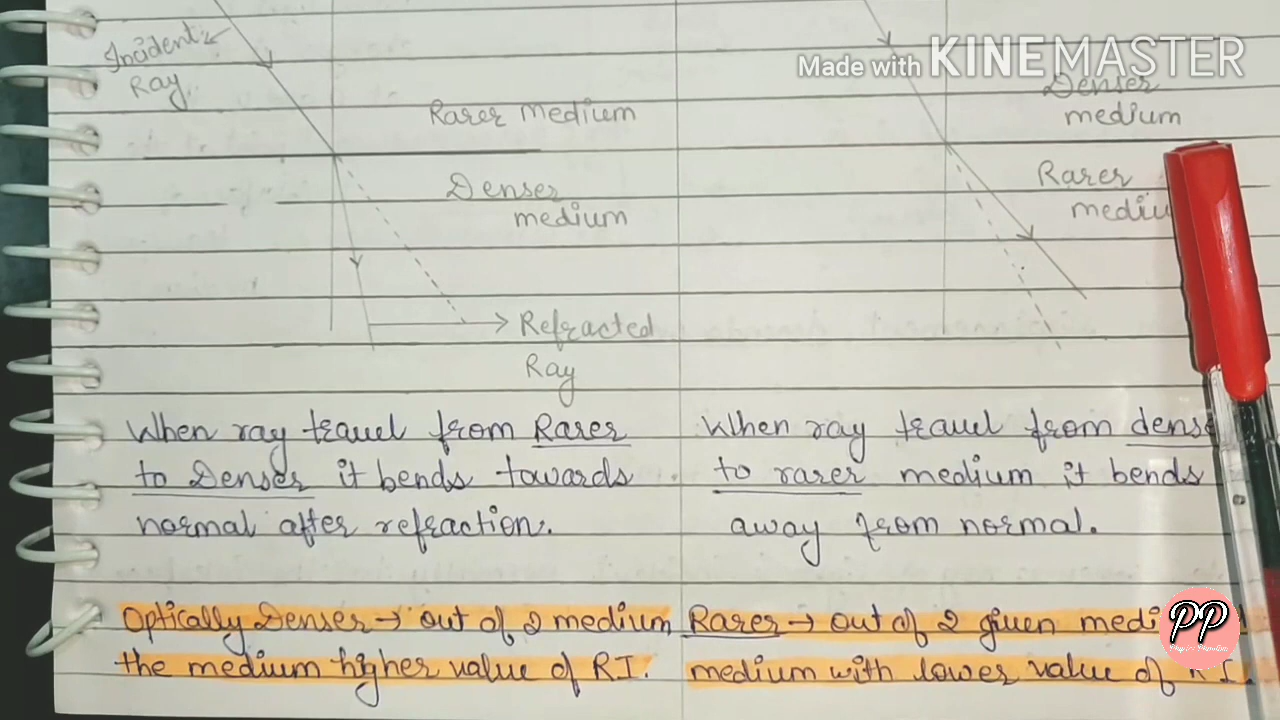 Made with KINEMASTER
Incident
Ray
Rarer medium
Denser
medium
Refracted
Ray
Denser
medium
Rarer
When ray travel from Rarer
to Denser it bends towards
normal after refraction.
When ray travel from dense
to rarer medium it bends
away from normal.
Optically Denser → out of 2 medium
the medium higher value of RI.
Rarer → out of 2 given medi
medium with lower value of R I.
PP